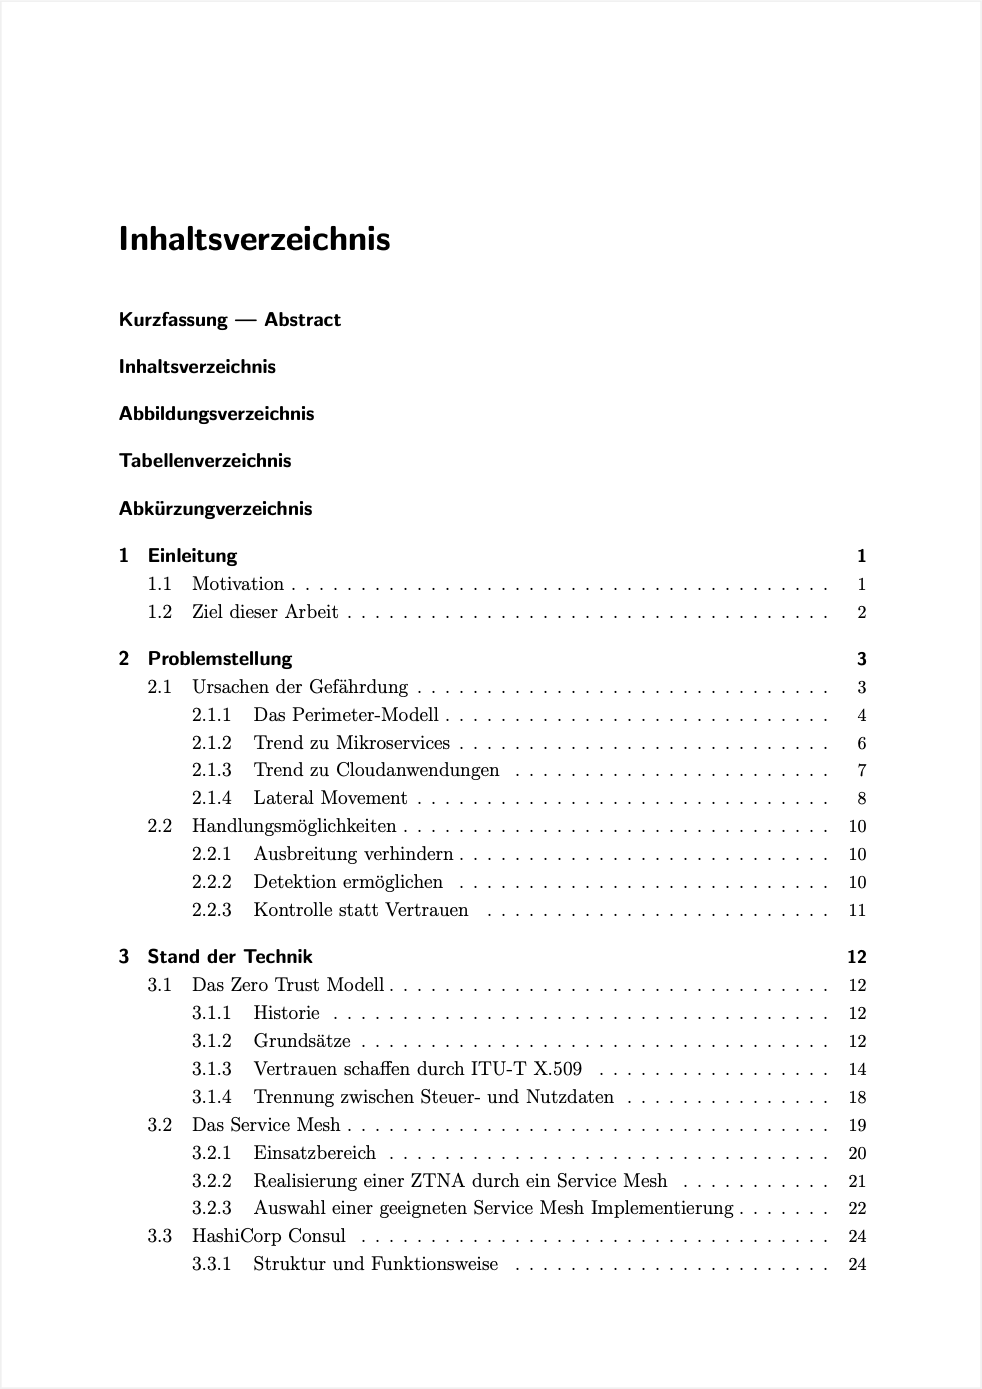 Inhaltsverzeichnis
Kurzfassung — Abstract
Inhaltsverzeichnis
Abbildungsverzeichnis
Tabellenverzeichnis
Abkürzungverzeichnis
1 Einleitung 1
1.1 Motivation . . . . . . . . . . . . . . . . . . . . . . . . . . . . . . . . . . . . . . . 1
1.2 Ziel dieser Arbeit . . . . . . . . . . . . . . . . . . . . . . . . . . . . . . . . . . . 2
2 Problemstellung 3
2.1 Ursachen der Gefährdung . . . . . . . . . . . . . . . . . . . . . . . . . . . . . . 3
2.1.1 Das Perimeter-Modell . . . . . . . . . . . . . . . . . . . . . . . . . . . . 4
2.1.2 Trend zu Mikroservices . . . . . . . . . . . . . . . . . . . . . . . . . . . 6
2.1.3 Trend zu Cloudanwendungen . . . . . . . . . . . . . . . . . . . . . . . 7
2.1.4 Lateral Movement . . . . . . . . . . . . . . . . . . . . . . . . . . . . . . 8
2.2 Handlungsmöglichkeiten . . . . . . . . . . . . . . . . . . . . . . . . . . . . . . . 10
2.2.1 Ausbreitung verhindern . . . . . . . . . . . . . . . . . . . . . . . . . . . 10
2.2.2 Detektion ermöglichen . . . . . . . . . . . . . . . . . . . . . . . . . . . 10
2.2.3 Kontrolle statt Vertrauen . . . . . . . . . . . . . . . . . . . . . . . . . 11
3 Stand der Technik 12
3.1 Das Zero Trust Modell . . . . . . . . . . . . . . . . . . . . . . . . . . . . . . . . 12
3.1.1 Historie . . . . . . . . . . . . . . . . . . . . . . . . . . . . . . . . . . . . 12
3.1.2 Grundsätze . . . . . . . . . . . . . . . . . . . . . . . . . . . . . . . . . . 12
3.1.3 Vertrauen schaffen durch ITU-T X.509 . . . . . . . . . . . . . . . . . 14
3.1.4 Trennung zwischen Steuer- und Nutzdaten . . . . . . . . . . . . . . . 18
3.2 Das Service Mesh . . . . . . . . . . . . . . . . . . . . . . . . . . . . . . . . . . . 19
3.2.1 Einsatzbereich . . . . . . . . . . . . . . . . . . . . . . . . . . . . . . . . 20
3.2.2 Realisierung einer ZTNA durch ein Service Mesh . . . . . . . . . . . 21
3.2.3 Auswahl einer geeigneten Service Mesh Implementierung . . . . . . . 22
3.3 HashiCorp Consul . . . . . . . . . . . . . . . . . . . . . . . . . . . . . . . . . . 24
3.3.1 Struktur und Funktionsweise . . . . . . . . . . . . . . . . . . . . . . . 24